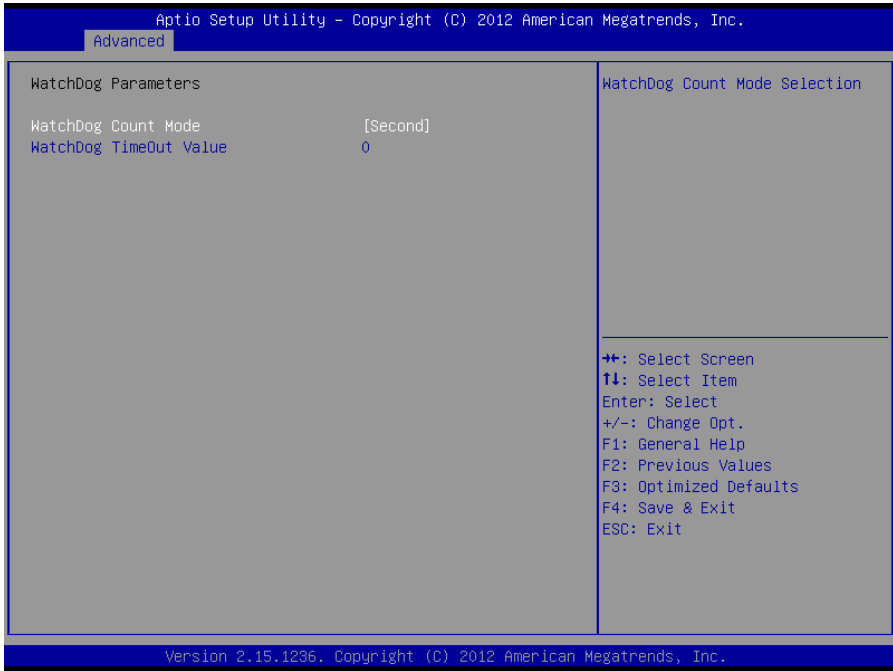 Aptio Setup Utility – Copyright (C) 2012 American Megatrends, Inc.
Advanced
WatchDog Parameters
WatchDog Count Mode [Second]
WatchDog TimeOut Value 0
WatchDog Count Mode Selection
→←: Select Screen
↑↓: Select Item
Enter: Select
+/-: Change Opt.
F1: General Help
F2: Previous Values
F3: Optimized Defaults
F4: Save & Exit
ESC: Exit
Version 2.15.1236. Copyright (C) 2012 American Megatrends, Inc.